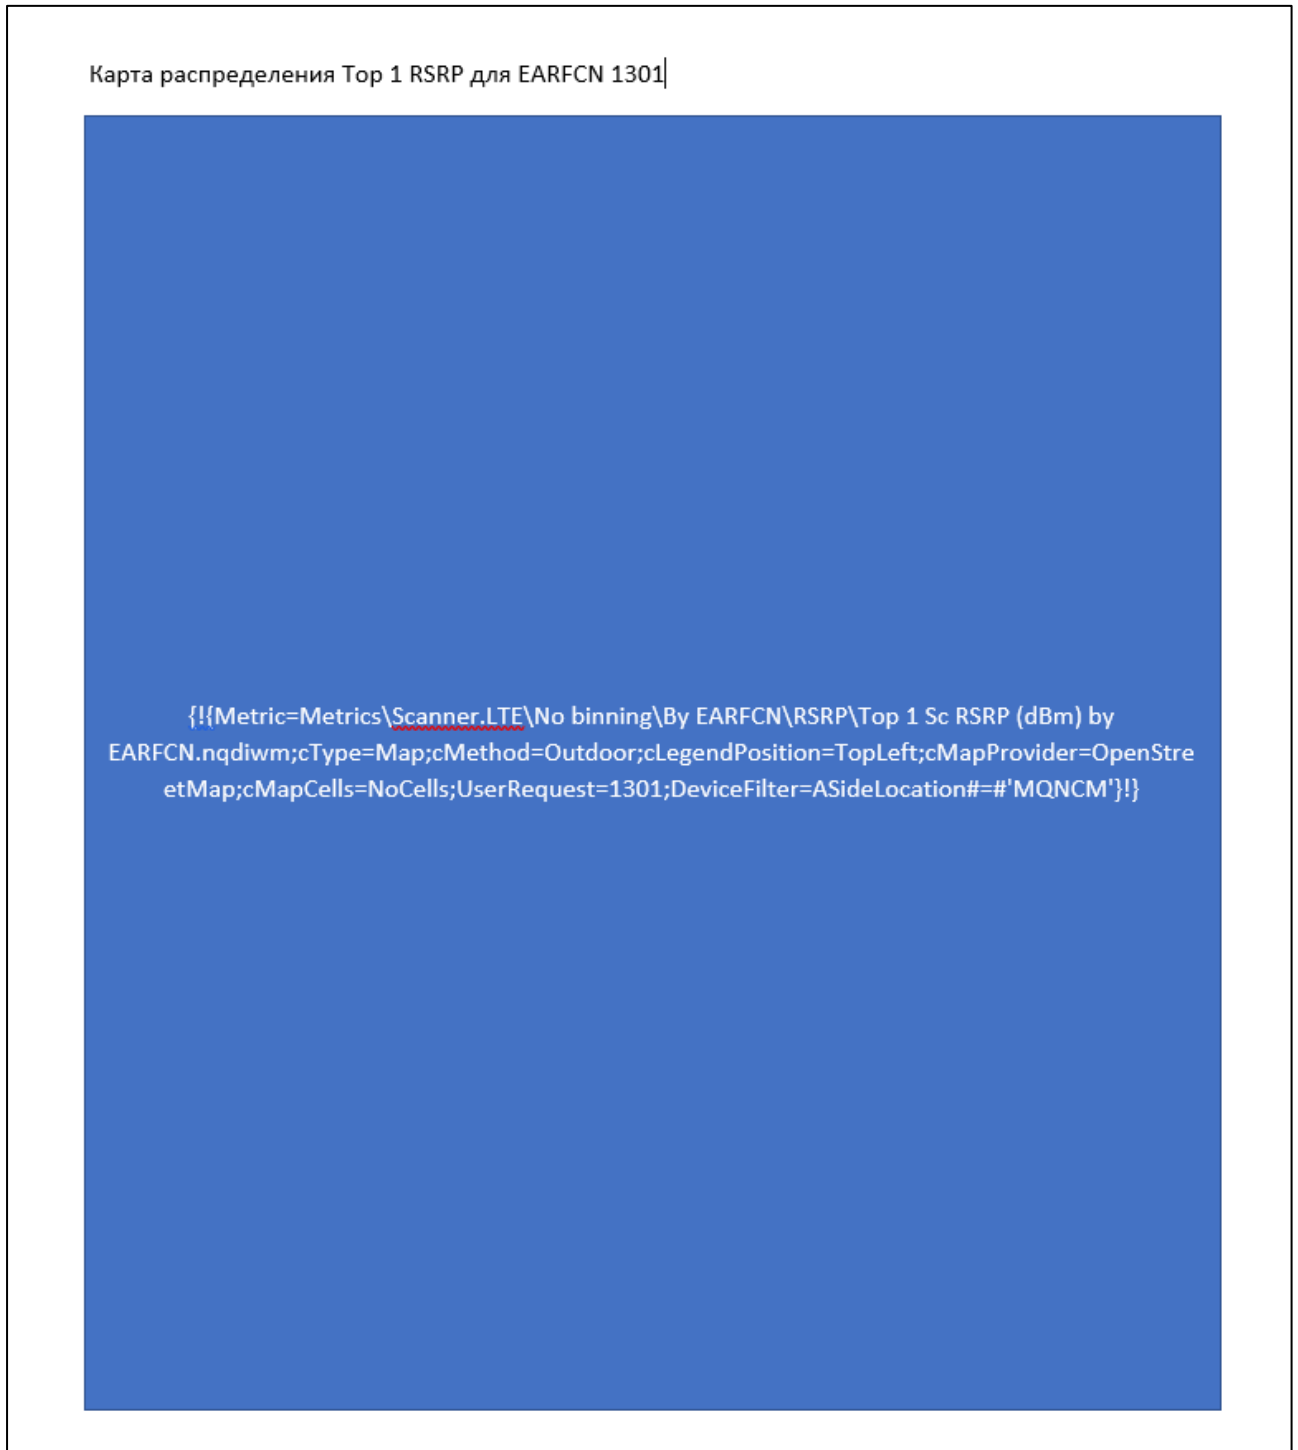 Карта распределения Top 1 RSRP для EARFCN 1301
{!{Metric=Metrics\Scanner.LTE\No binning\By EARFCN\RSRP\Top 1 Sc RSRP (dBm) by
EARFCN.nqdiwm;cType=Map;cMethod=Outdoor;cLegendPosition=TopLeft;cMapProvider=OpenStre
etMap;cMapCells=NoCells;UserRequest=1301;DeviceFilter=ASideLocation#=#'MQNCM'}!}